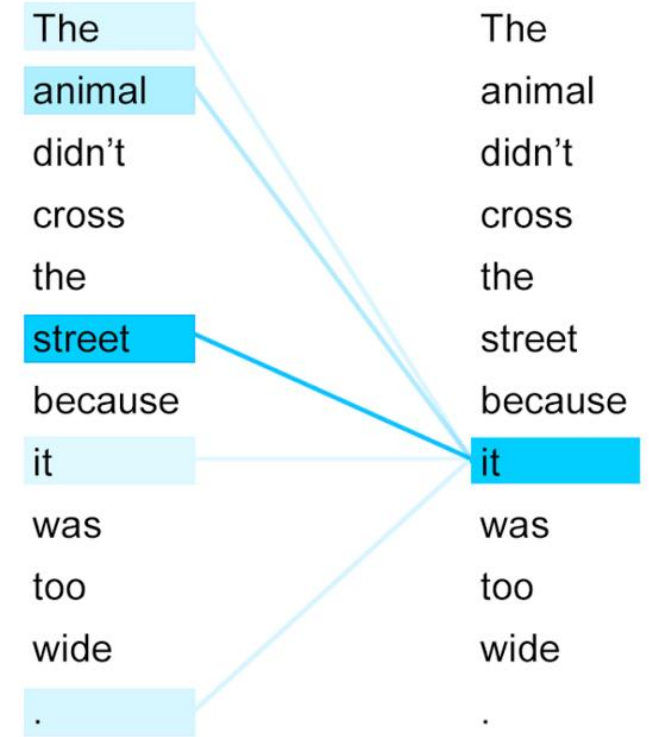 The
animal
didn’t
cross
the
street
because
it
was
too
wide
.
The
animal
didn’t
cross
the
street
because
it
was
too
wide
.